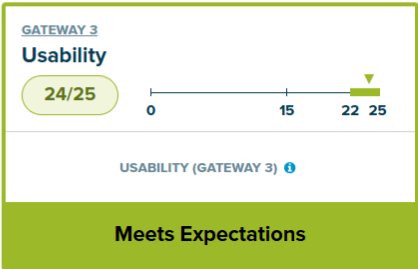 GATEWAY 3
Usability
24/25
0 15 22 25
USABILITY (GATEWAY 3)
Meets Expectations